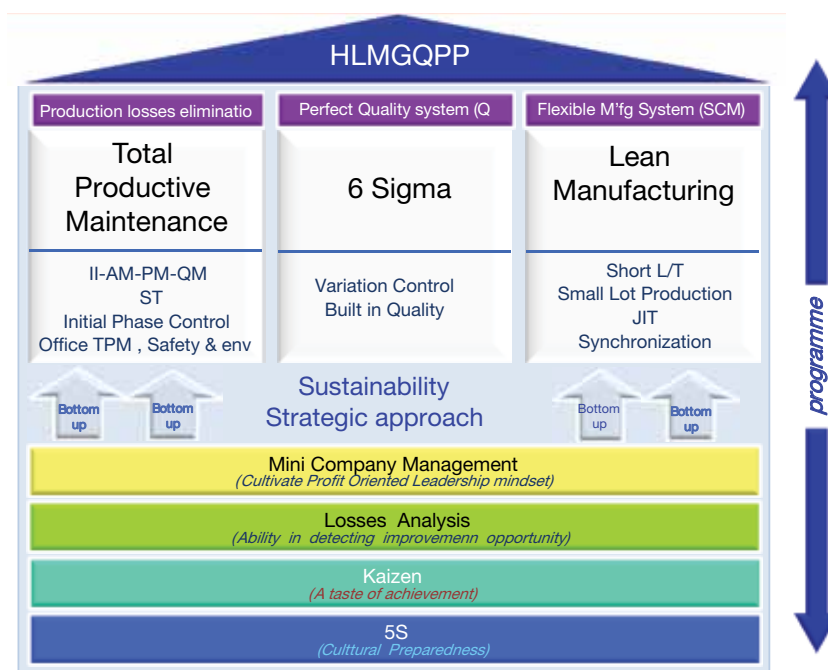 HLMGQPP
Production losses eliminatio
Perfect Quality system (Q
Flexible M'fg System (SCM)
Total
Productive
Maintenance
6 Sigma
Lean
Manufacturing
II-AM-PM-QM
ST
Initial Phase Control
Office TPM , Safety & env
Variation Control
Built in Quality
Short L/T
Small Lot Production
JIT
Synchronization
Bottom
up
Bottom
up
Sustainability
Strategic approach
Bottom
up
Bottom
up
Mini Company Management
(Cultivate Profit Oriented Leadership mindset)
Losses Analysis
(Ability in detecting improvemenn opportunity)
Kaizen
(A taste of achievement)
5S
(Culttural Preparedness)
programme